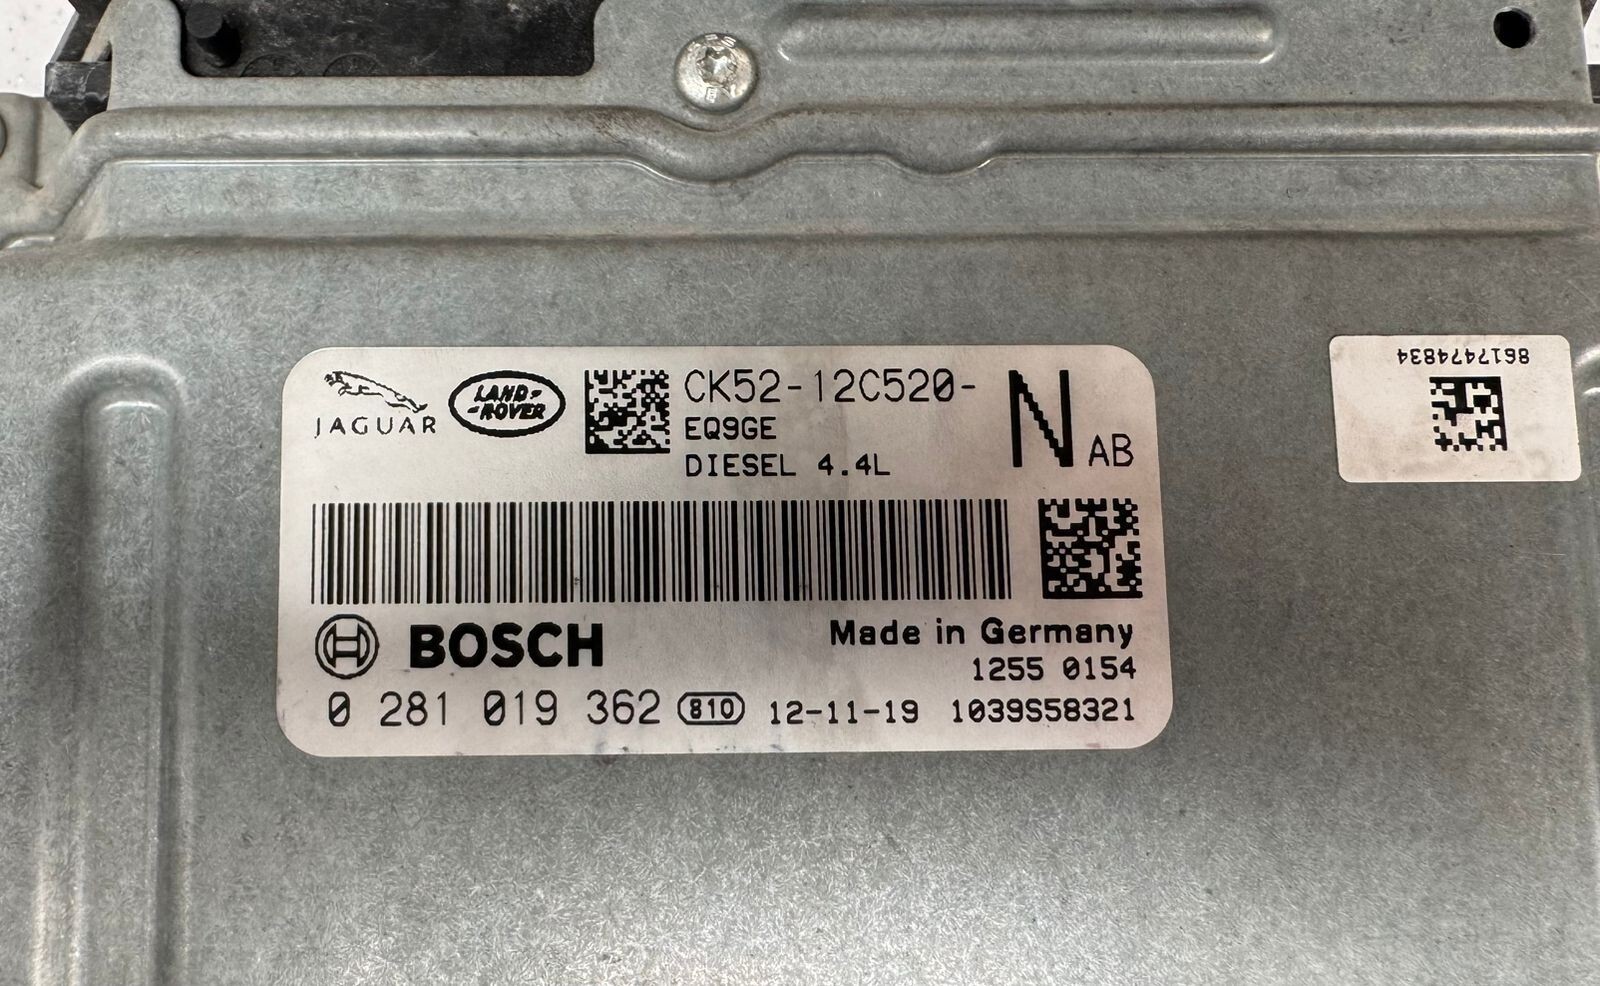 JAGUAR
LAND-
-ROVER
CK52-12C520-
EQ9GE
DIESEL 4.4L
N AB
BOSCH
Made in Germany
1255 0154
0 281 019 362 810 12-11-19 1039S58321
8617474834